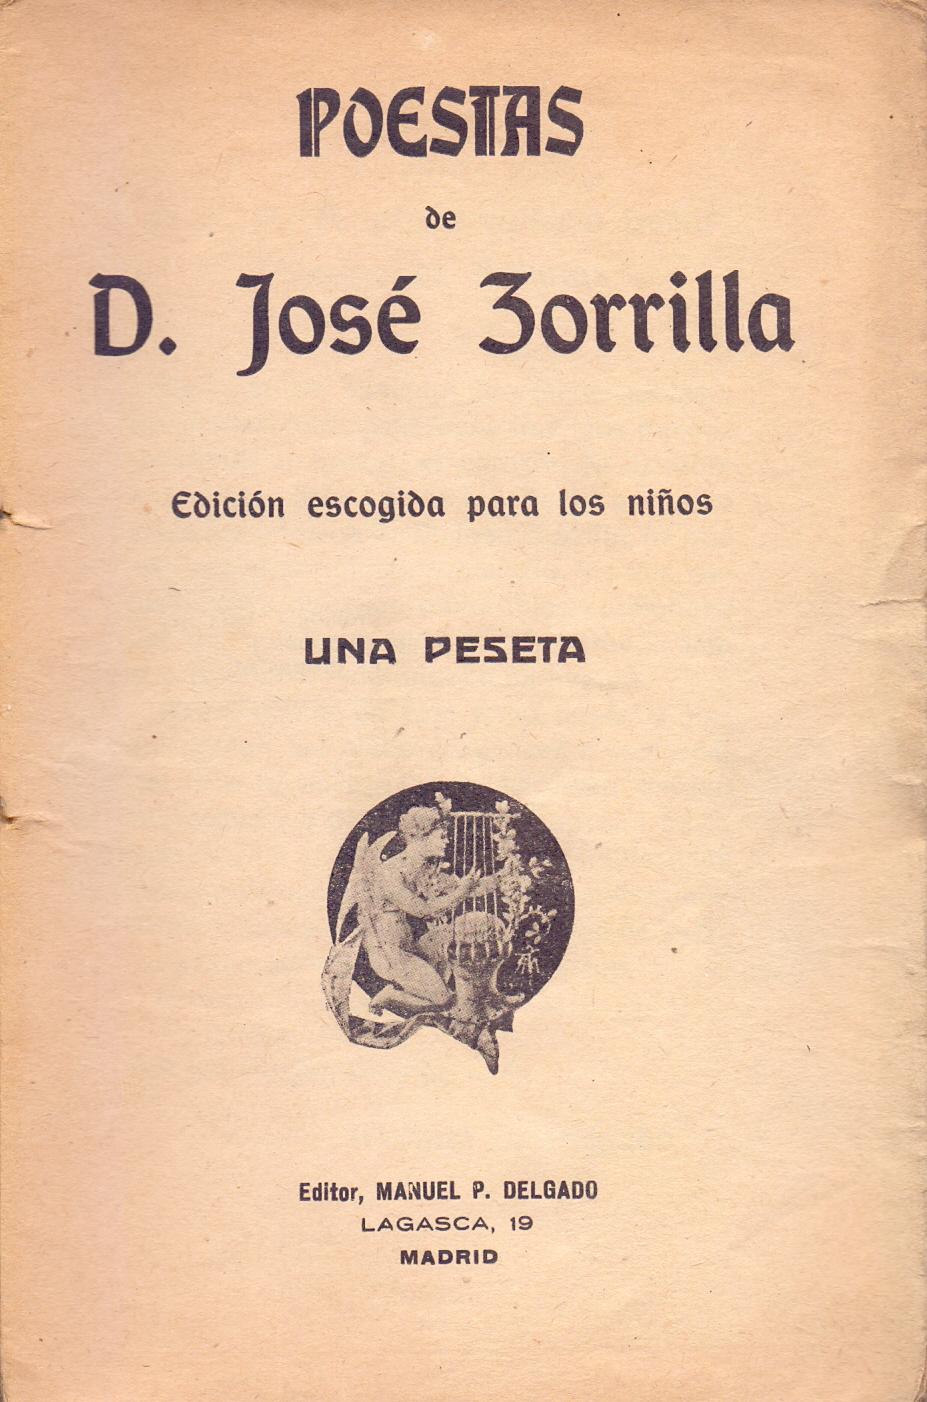 POESIAS
de
D. José Zorrilla
Edición escogida para los niños
UNA PESETA
Editor, MANUEL P. DELGADO
LAGASCA, 19
MADRID